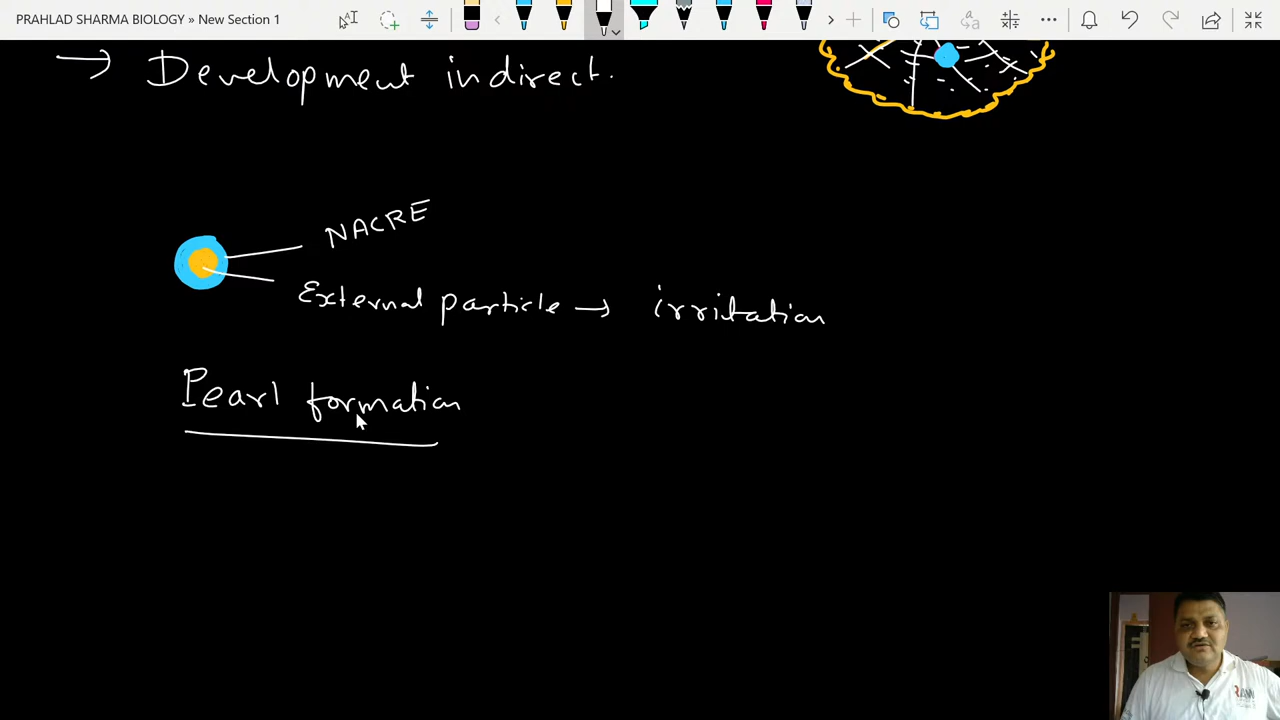 PRAHLAD SHARMA BIOLOGY » New Section 1
→ Development indirect.
NACRE
External particle → irritation
Pearl formation